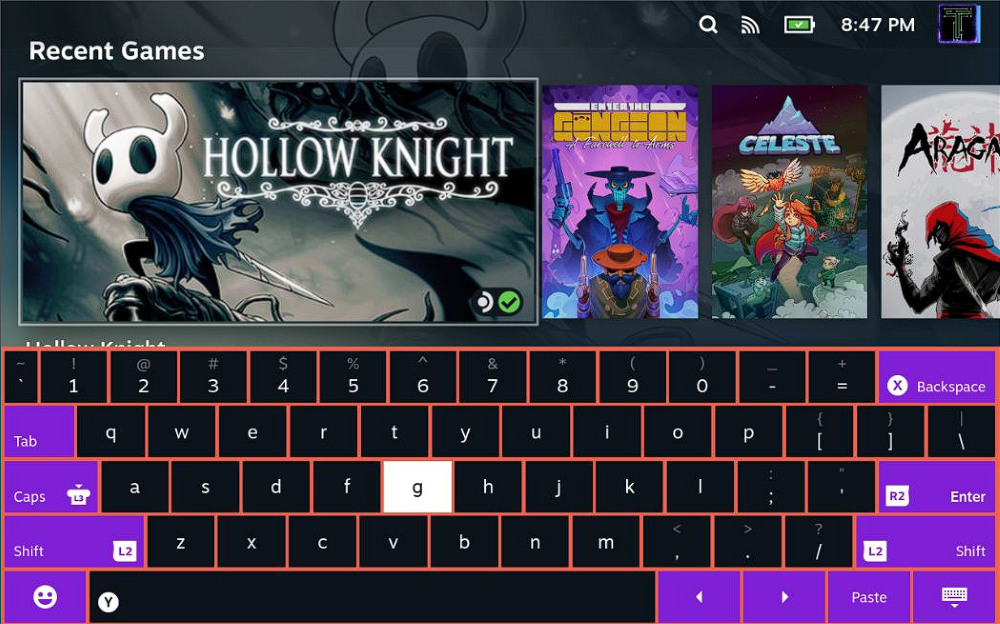 8:47 PM
Recent Games
HOLLOW KNIGHT
ENTER THE
GUNGEON
A Farewell to Arms
CELESTE
Hollow Knight
~ ! @ # $ % ^ & * ( ) _ +
` 1 2 3 4 5 6 7 8 9 0 - = X Backspace
{ } |
Tab q w e r t y u i o p [ ] \
: "
Caps L3 a s d f g h j k l ; ' R2 Enter
< > ?
Shift L2 z x c v b n m , . / L2 Shift
Y Paste